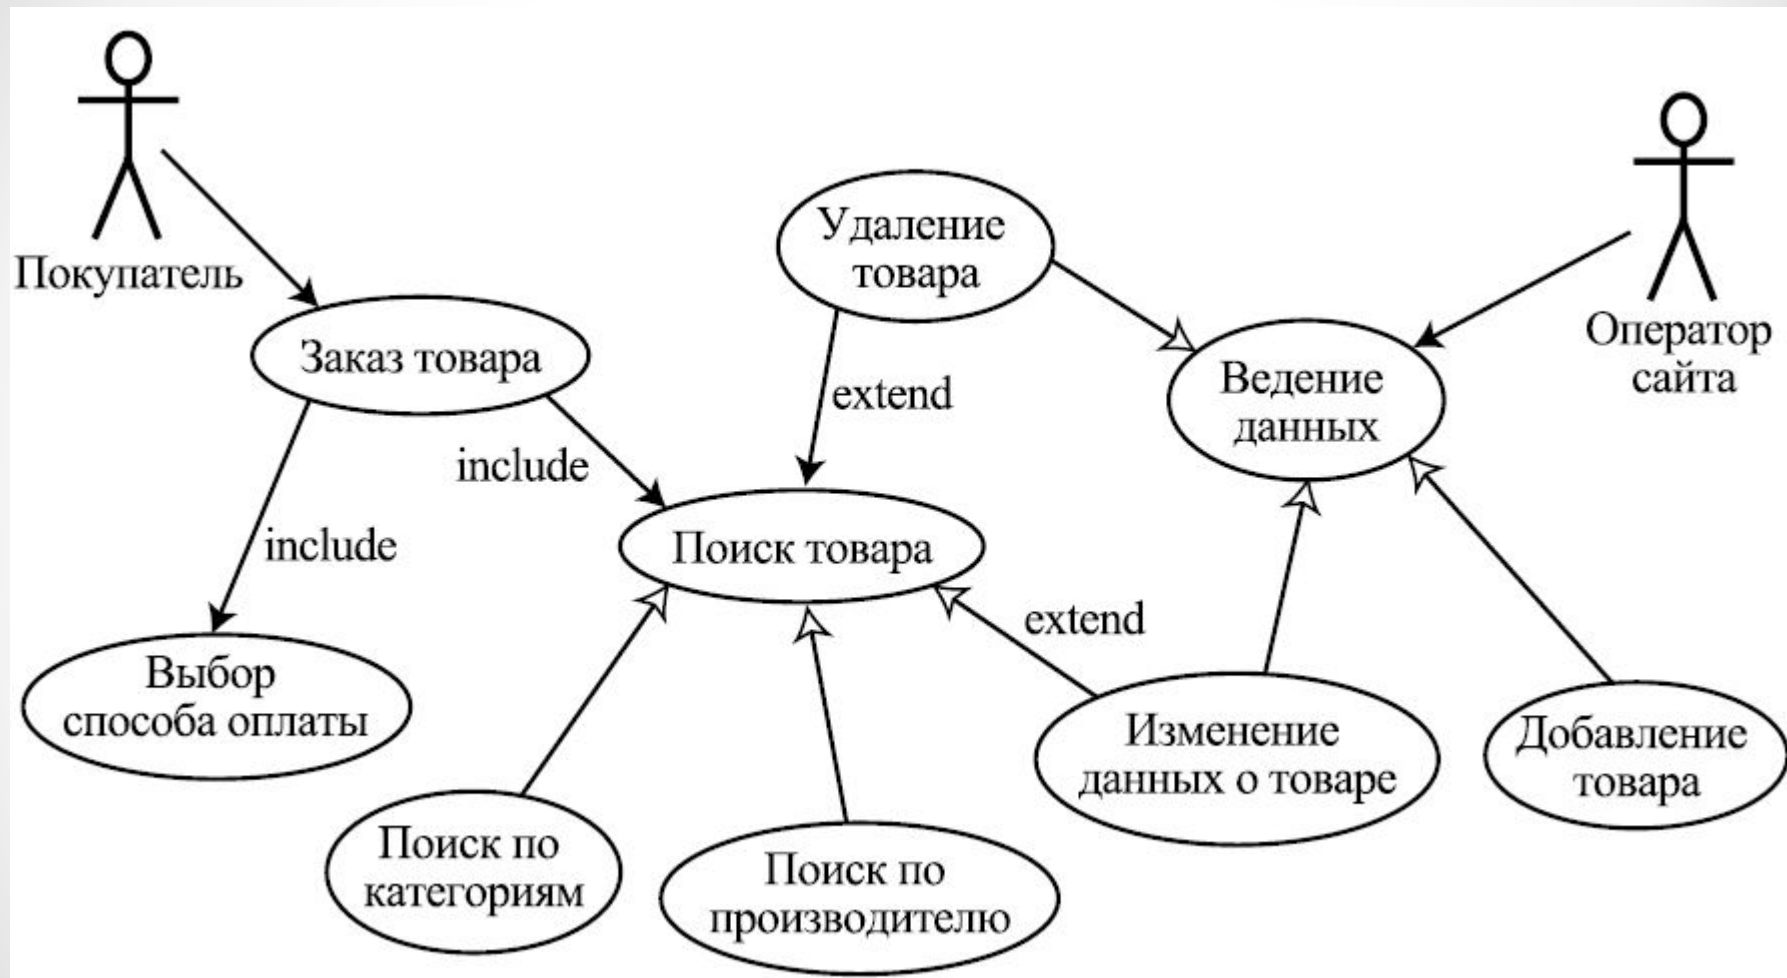 Покупатель
Заказ товара
include
include
Выбор
способа оплаты
Удаление
товара
extend
Поиск товара
extend
Ведение
данных
Оператор
сайта
Поиск по
категориям
Поиск по
производителю
Изменение
данных о товаре
Добавление
товара